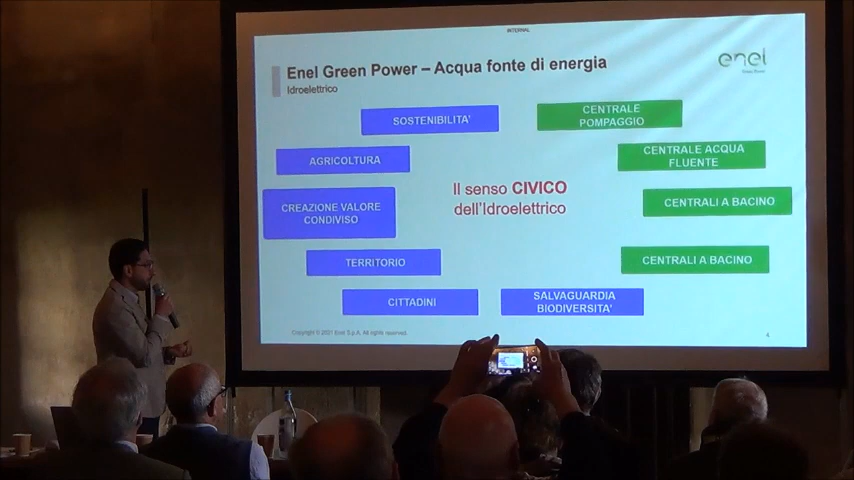 INTERNAL
Enel Green Power – Acqua fonte di energia
Idroelettrico
enel
SOSTENIBILITA'
CENTRALE
POMPAGGIO
AGRICOLTURA
CENTRALE ACQUA
FLUENTE
Il senso CIVICO
dell'Idroelettrico
CREAZIONE VALORE
CONDIVISO
CENTRALI A BACINO
TERRITORIO
CENTRALI A BACINO
CITTADINI
SALVAGUARDIA
BIODIVERSITA'
Copyright © 2021 Enel S.p.A. All rights reserved.
4